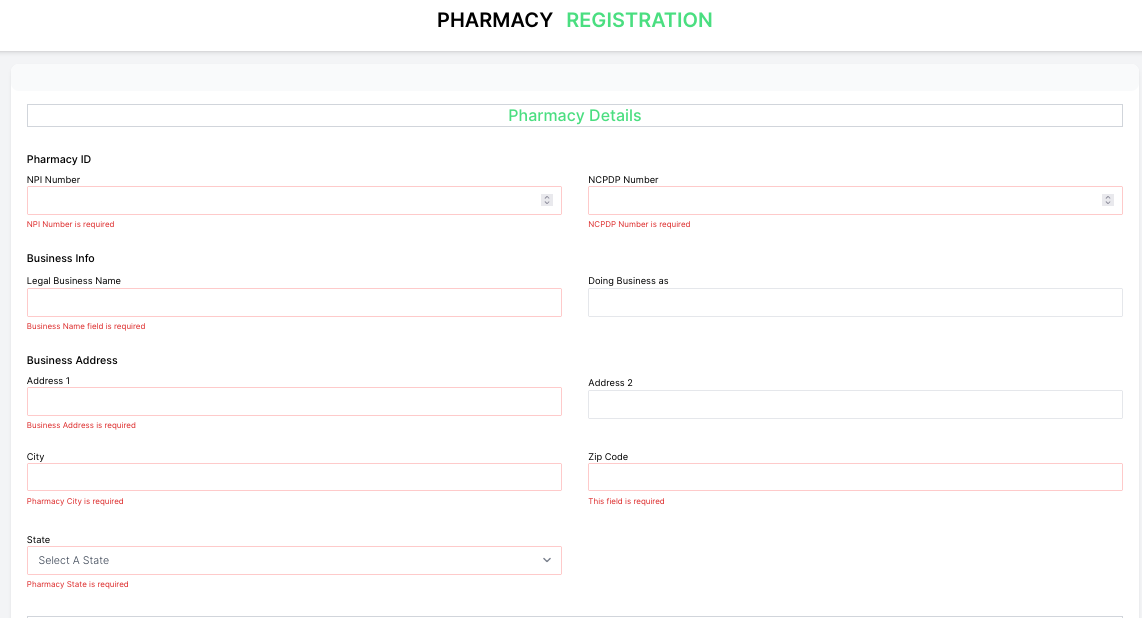 PHARMACY REGISTRATION
Pharmacy Details
Pharmacy ID
NPI Number
NCPDP Number
NPI Number is required
NCPDP Number is required
Business Info
Legal Business Name
Doing Business as
Business Name field is required
Business Address
Address 1
Address 2
Business Address is required
City
Zip Code
Pharmacy City is required
This field is required
State
Select A State
Pharmacy State is required